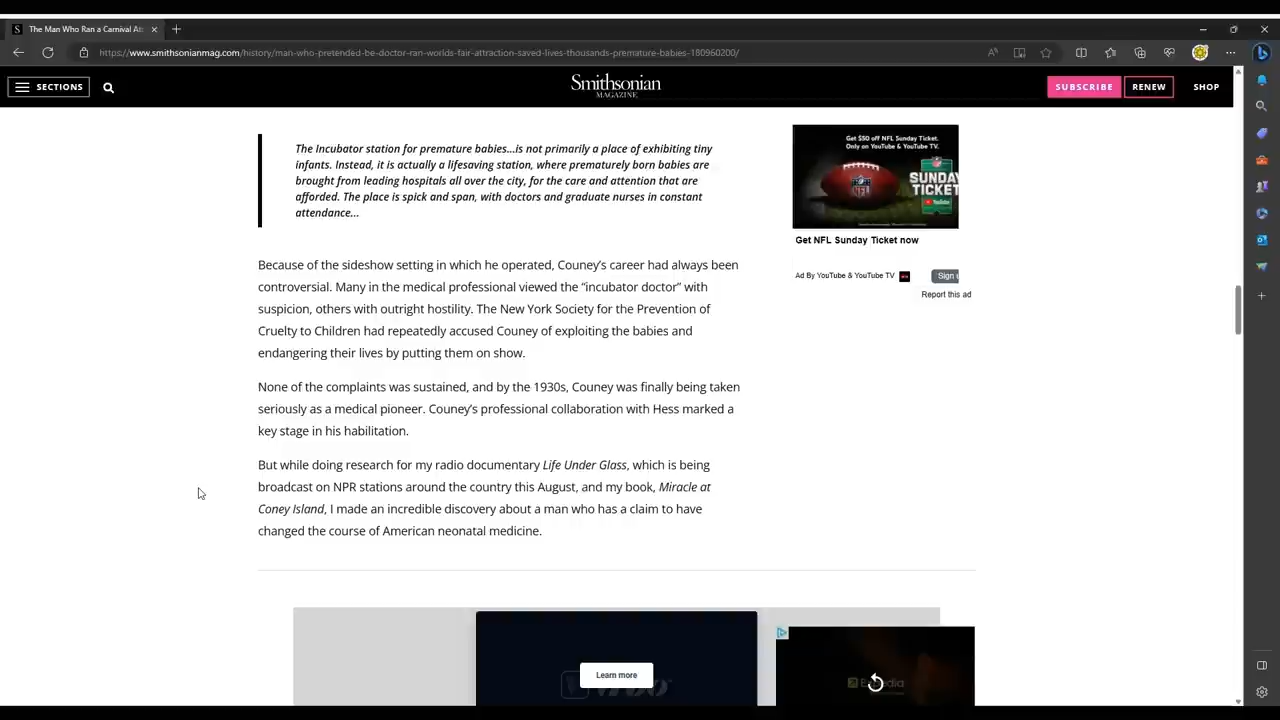 The Man Who Ran a Carnival At
https://www.smithsonianmag.com/history/man-who-pretended-be-doctor-ran-worlds-fair-attraction-saved-lives-thousands-premature-babies-180960200/
SECTIONS
Smithsonian
MAGAZINE
SUBSCRIBE
RENEW
SHOP
The Incubator station for premature babies...is not primarily a place of exhibiting tiny
infants. Instead, it is actually a lifesaving station, where prematurely born babies are
brought from leading hospitals all over the city, for the care and attention that are
afforded. The place is spick and span, with doctors and graduate nurses in constant
attendance...
Because of the sideshow setting in which he operated, Couney's career had always been
controversial. Many in the medical professional viewed the “incubator doctor” with
suspicion, others with outright hostility. The New York Society for the Prevention of
Cruelty to Children had repeatedly accused Couney of exploiting the babies and
endangering their lives by putting them on show.
None of the complaints was sustained, and by the 1930s, Couney was finally being taken
seriously as a medical pioneer. Couney's professional collaboration with Hess marked a
key stage in his habilitation.
But while doing research for my radio documentary Life Under Glass, which is being
broadcast on NPR stations around the country this August, and my book, Miracle at
Coney Island, I made an incredible discovery about a man who has a claim to have
changed the course of American neonatal medicine.
Get $50 off NFL Sunday Ticket.
Only on YouTube & YouTube TV.
SUNDAY
TICKET
YouTube
Get NFL Sunday Ticket now
Ad By YouTube & YouTube TV
Sign
Report this ad
Learn more
Expedia